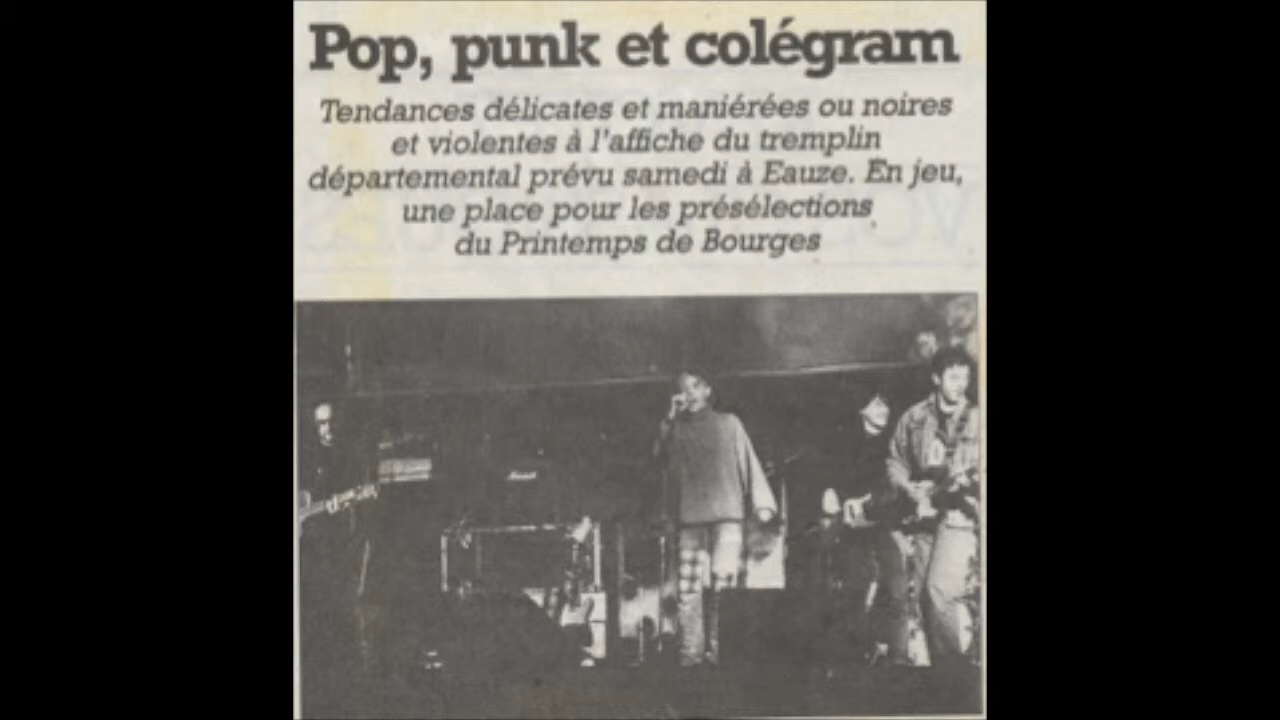 Pop, punk et colégram
Tendances délicates et maniérées ou noires
et violentes à l'affiche du tremplin
départemental prévu samedi à Eauze. En jeu,
une place pour les présélections
du Printemps de Bourges
Marshall